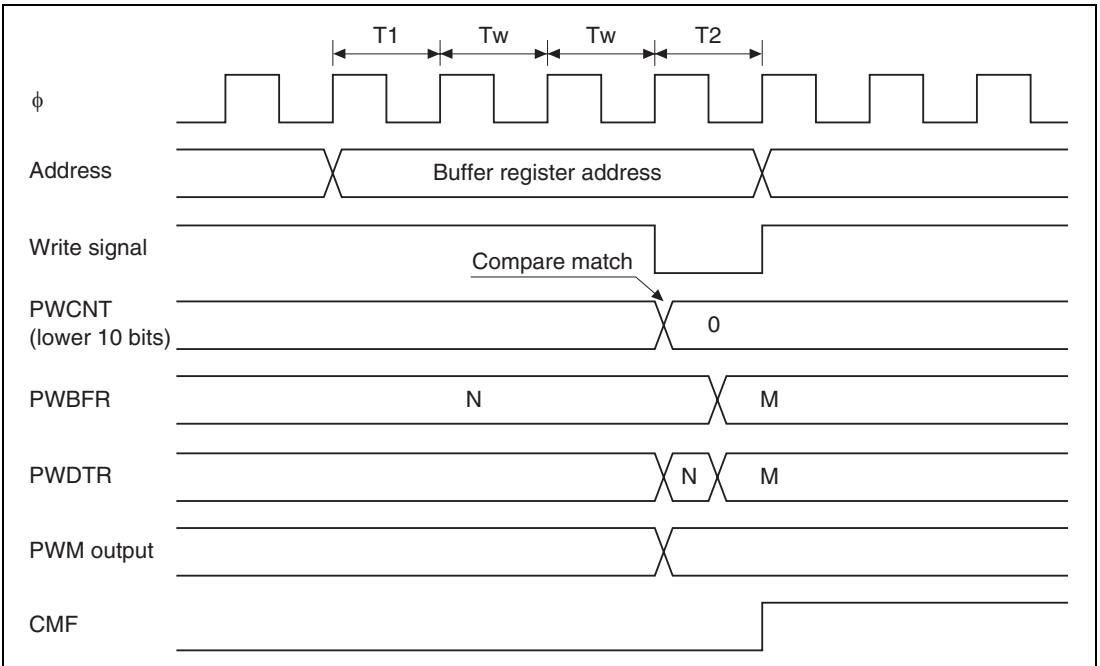 T1 Tw Tw T2
ϕ
Address Buffer register address
Write signal
Compare match
PWCNT
(lower 10 bits) 0
PWBFR N M
PWDTR N M
PWM output
CMF